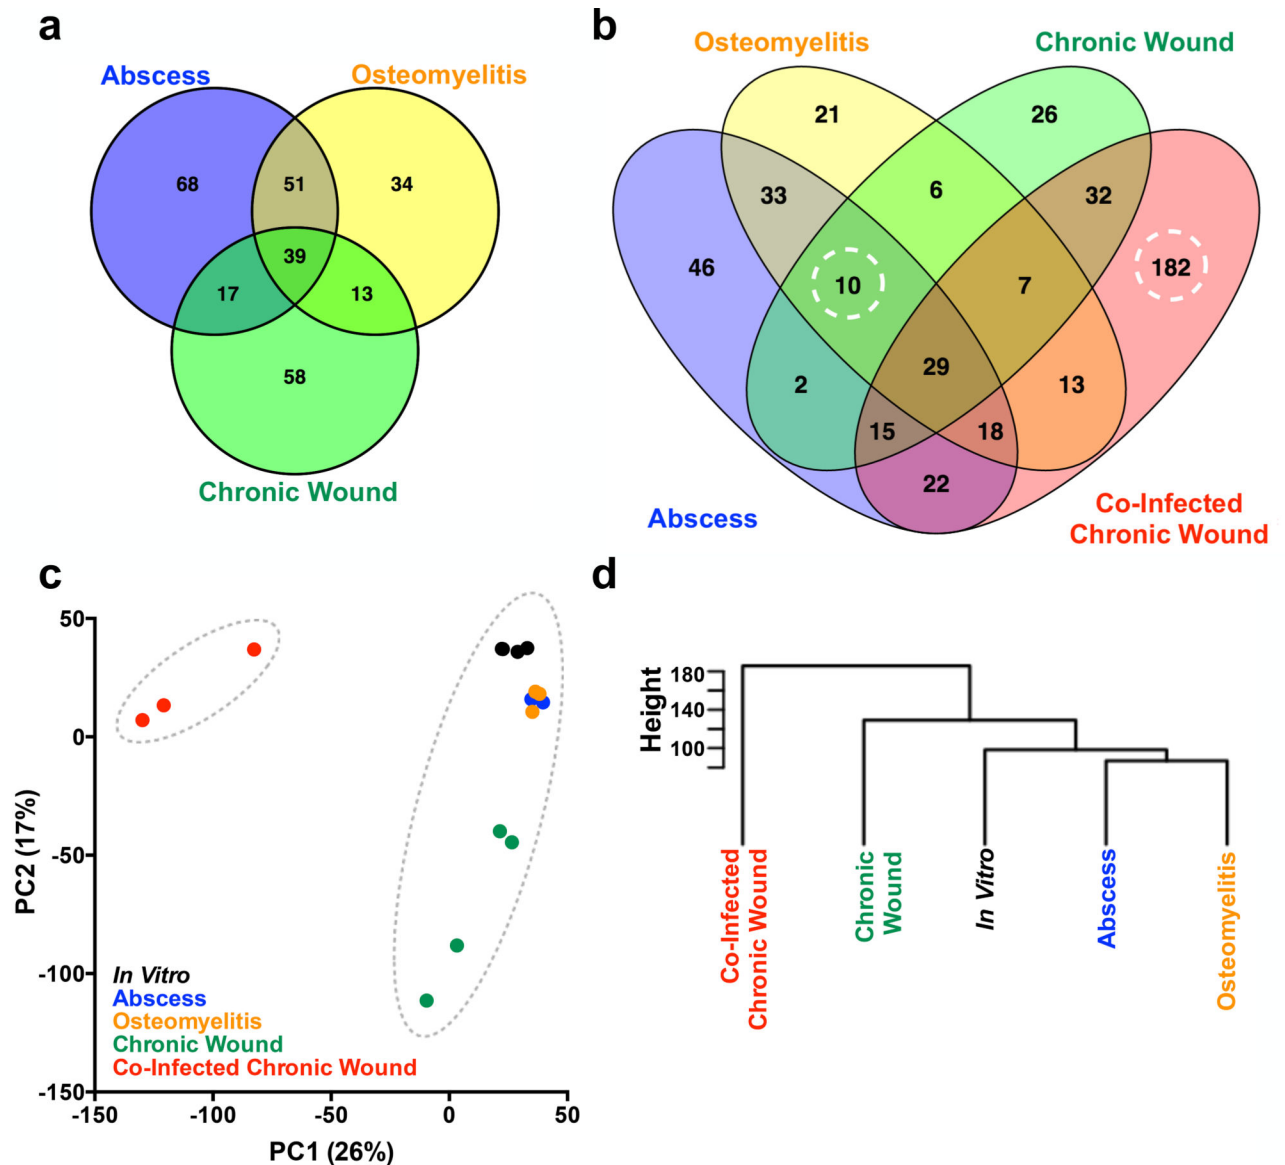 a
Abscess
Osteomyelitis
68
51
34
39
17
13
58
Chronic Wound
b
Osteomyelitis
Chronic Wound
21
26
33
6
32
46
10
7
182
29
2
13
15
18
22
Abscess
Co-Infected
Chronic Wound
c
50
0
-50
-100
-150
PC2 (17%)
In Vitro
Abscess
Osteomyelitis
Chronic Wound
Co-Infected Chronic Wound
-150
-100
-50
0
50
PC1 (26%)
d
Height
180
140
100
Co-Infected
Chronic Wound
Chronic
Wound
In Vitro
Abscess
Osteomyelitis